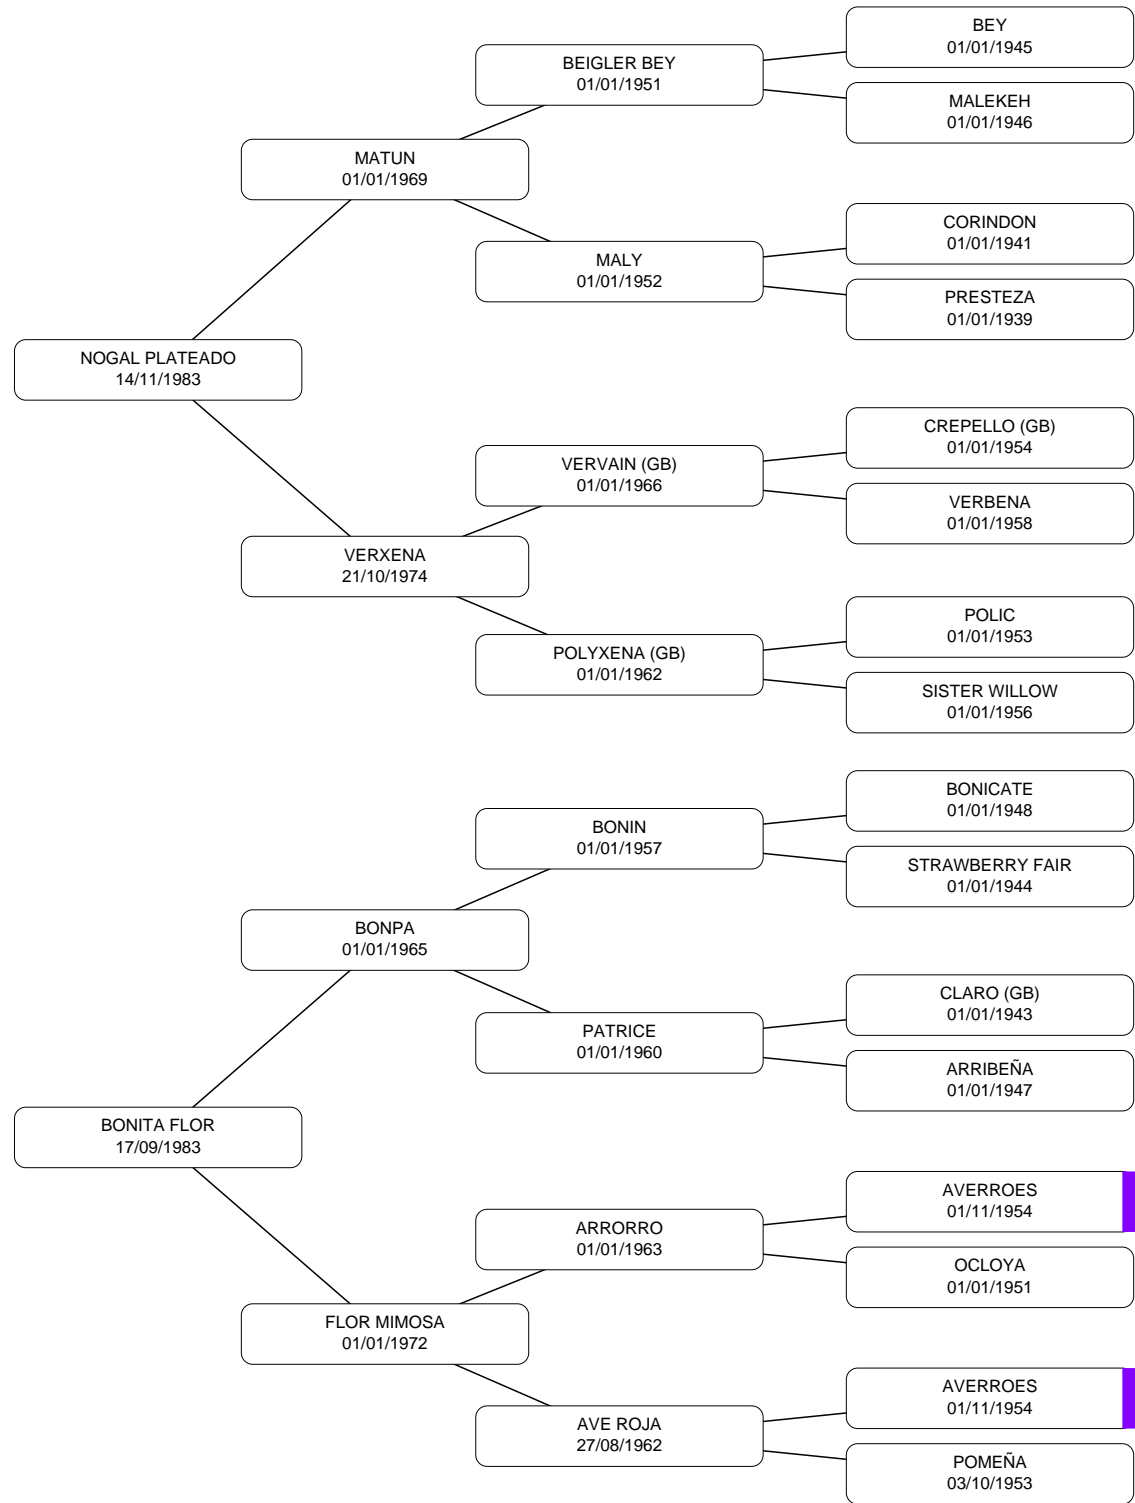 BEY
01/01/1945
BEIGLER BEY
01/01/1951
MALEKEH
01/01/1946
MATUN
01/01/1969
CORINDON
01/01/1941
MALY
01/01/1952
PRESTEZA
01/01/1939
NOGAL PLATEADO
14/11/1983
CREPELLO (GB)
01/01/1954
VERVAIN (GB)
01/01/1966
VERBENA
01/01/1958
VERXENA
21/10/1974
POLIC
01/01/1953
POLYXENA (GB)
01/01/1962
SISTER WILLOW
01/01/1956
BONICATE
01/01/1948
BONIN
01/01/1957
STRAWBERRY FAIR
01/01/1944
BONPA
01/01/1965
CLARO (GB)
01/01/1943
PATRICE
01/01/1960
ARRIBEÑA
01/01/1947
BONITA FLOR
17/09/1983
AVERROES
01/11/1954
ARRORRO
01/01/1963
OCLOYA
01/01/1951
FLOR MIMOSA
01/01/1972
AVERROES
01/11/1954
AVE ROJA
27/08/1962
POMEÑA
03/10/1953